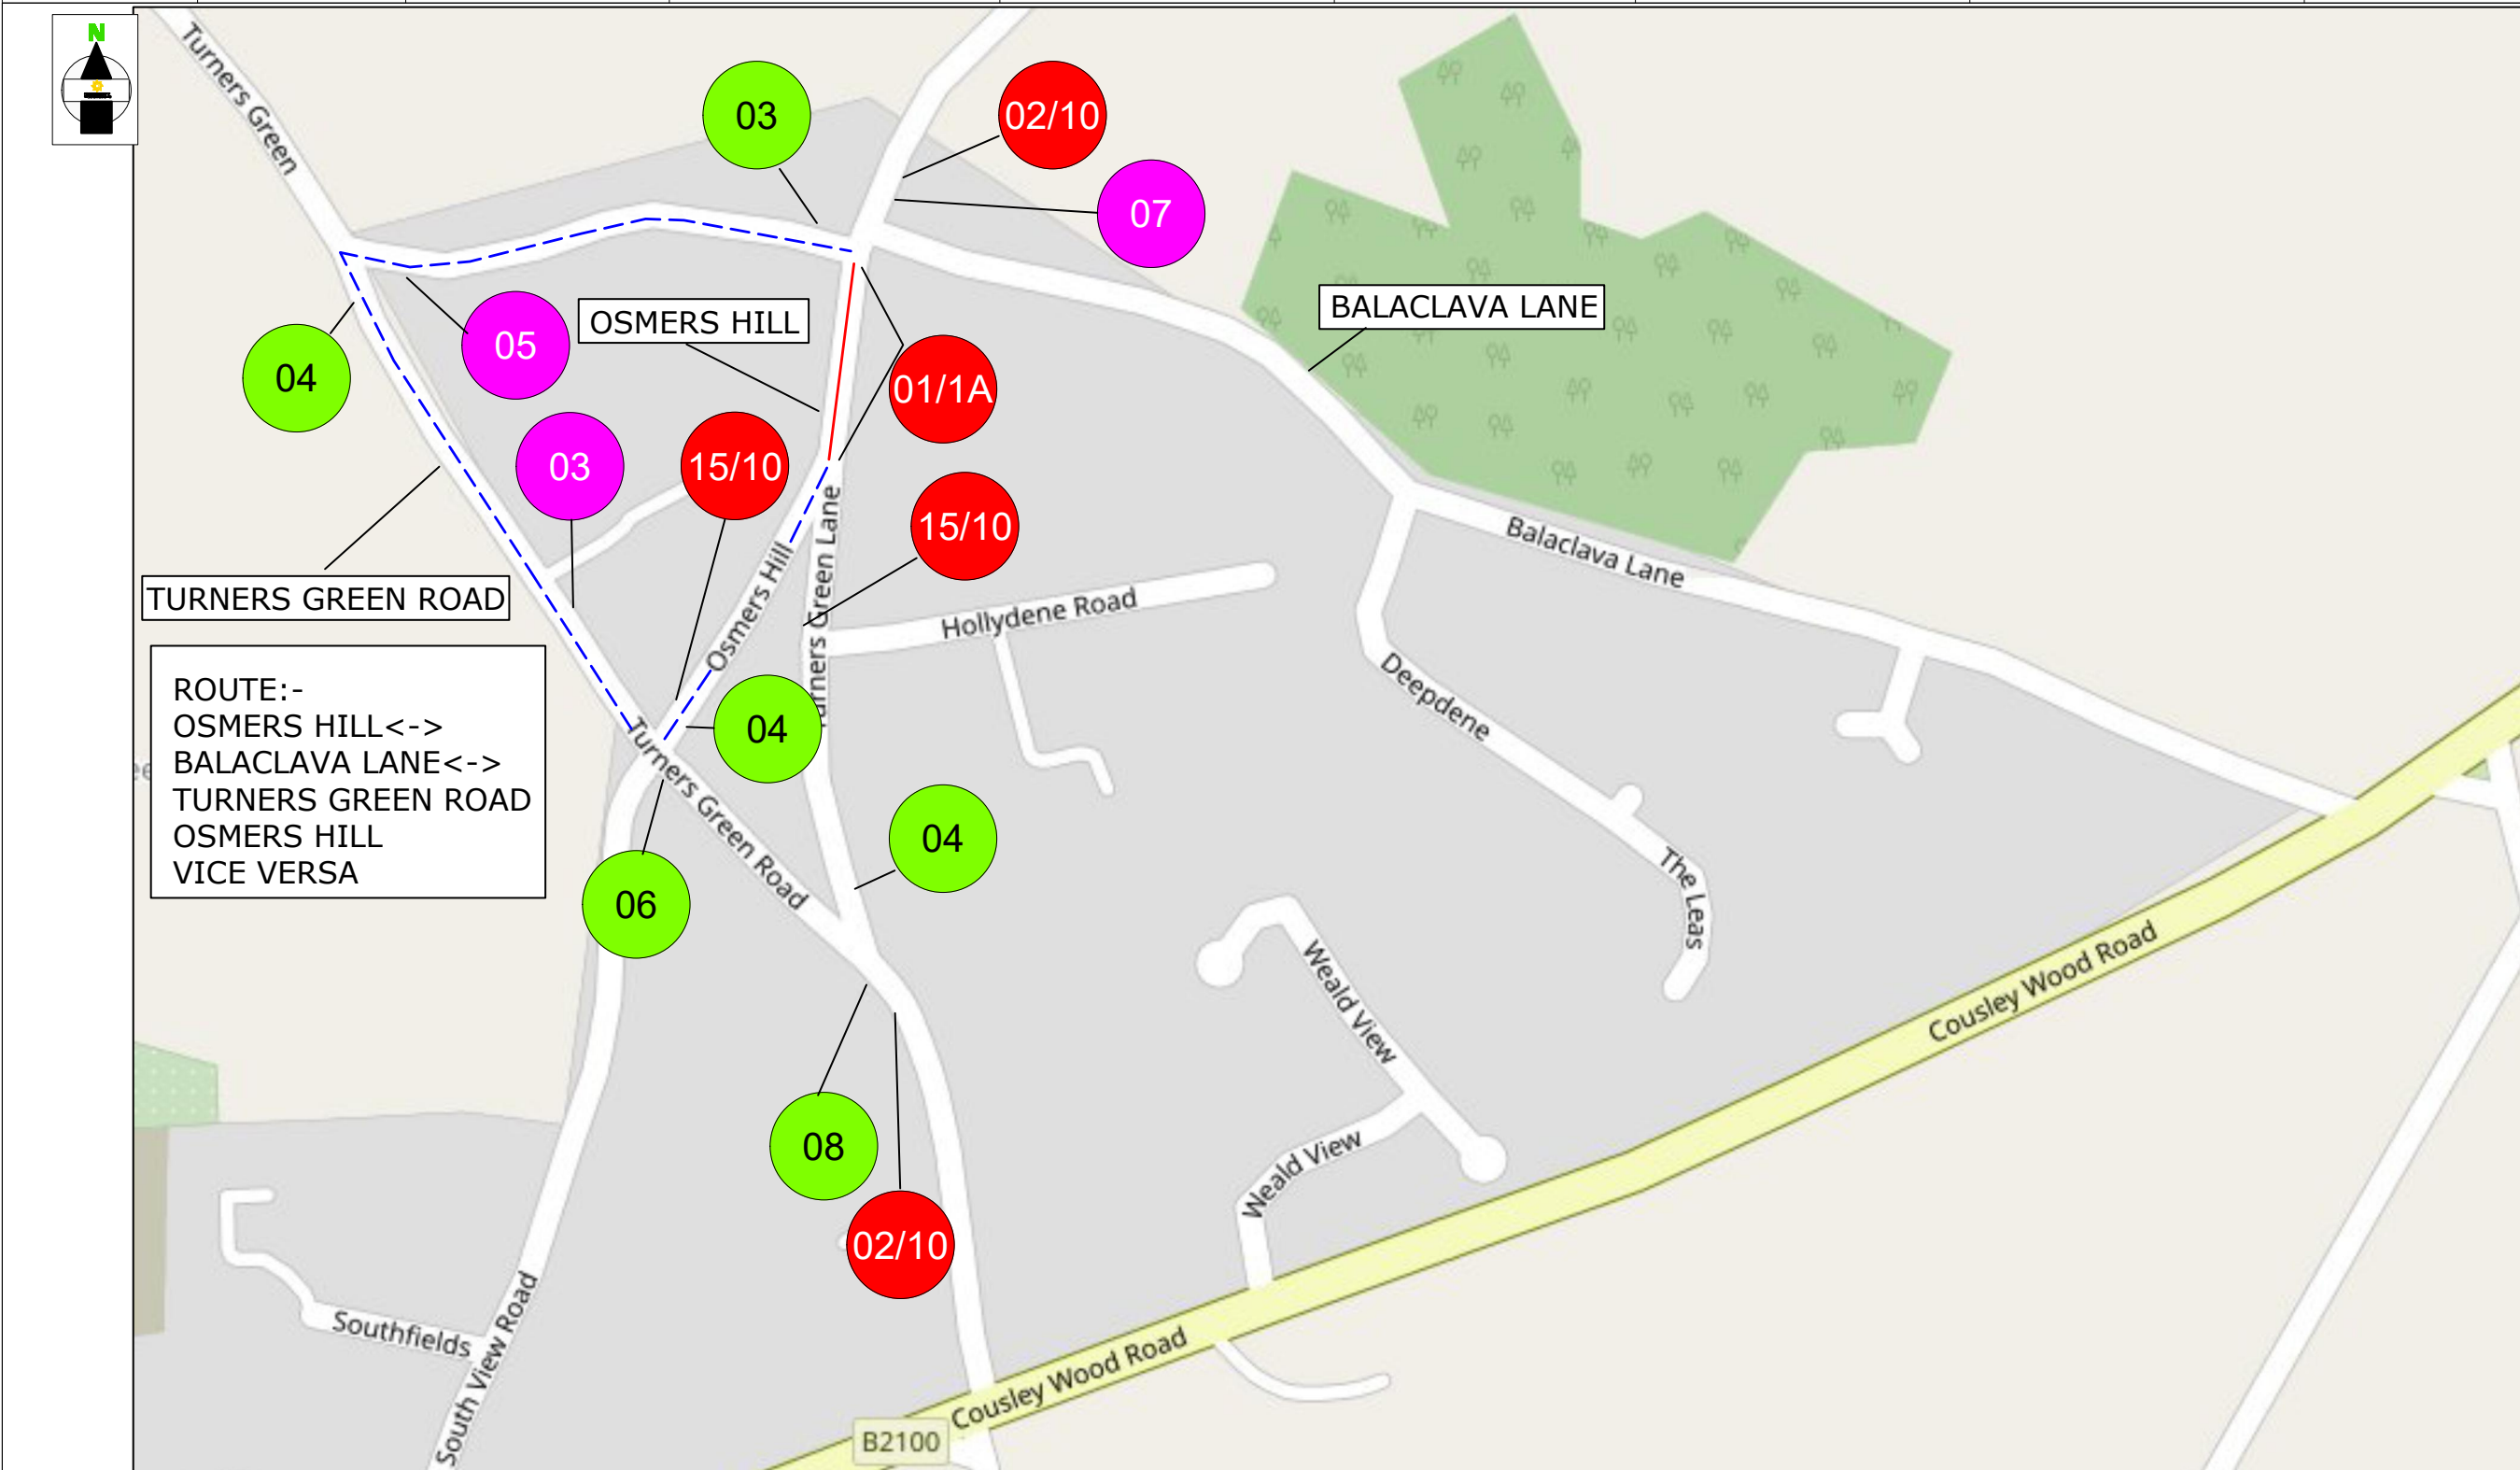 N
Turners Green
03
02/10
07
05
OSMERS HILL
BALACLAVA LANE
04
01/1A
03
15/10
15/10
Balaclava Lane
Osmers Hill
Turners Green Lane
Hollydene Road
TURNERS GREEN ROAD
Deepdene
04
ROUTE:-
OSMERS HILL<->
BALACLAVA LANE<->
TURNERS GREEN ROAD
OSMERS HILL
VICE VERSA
Turners Green Road
04
06
The Leas
Weald View
Cousley Wood Road
08
Weald View
02/10
Southfields
South View Road
Cousley Wood Road
B2100